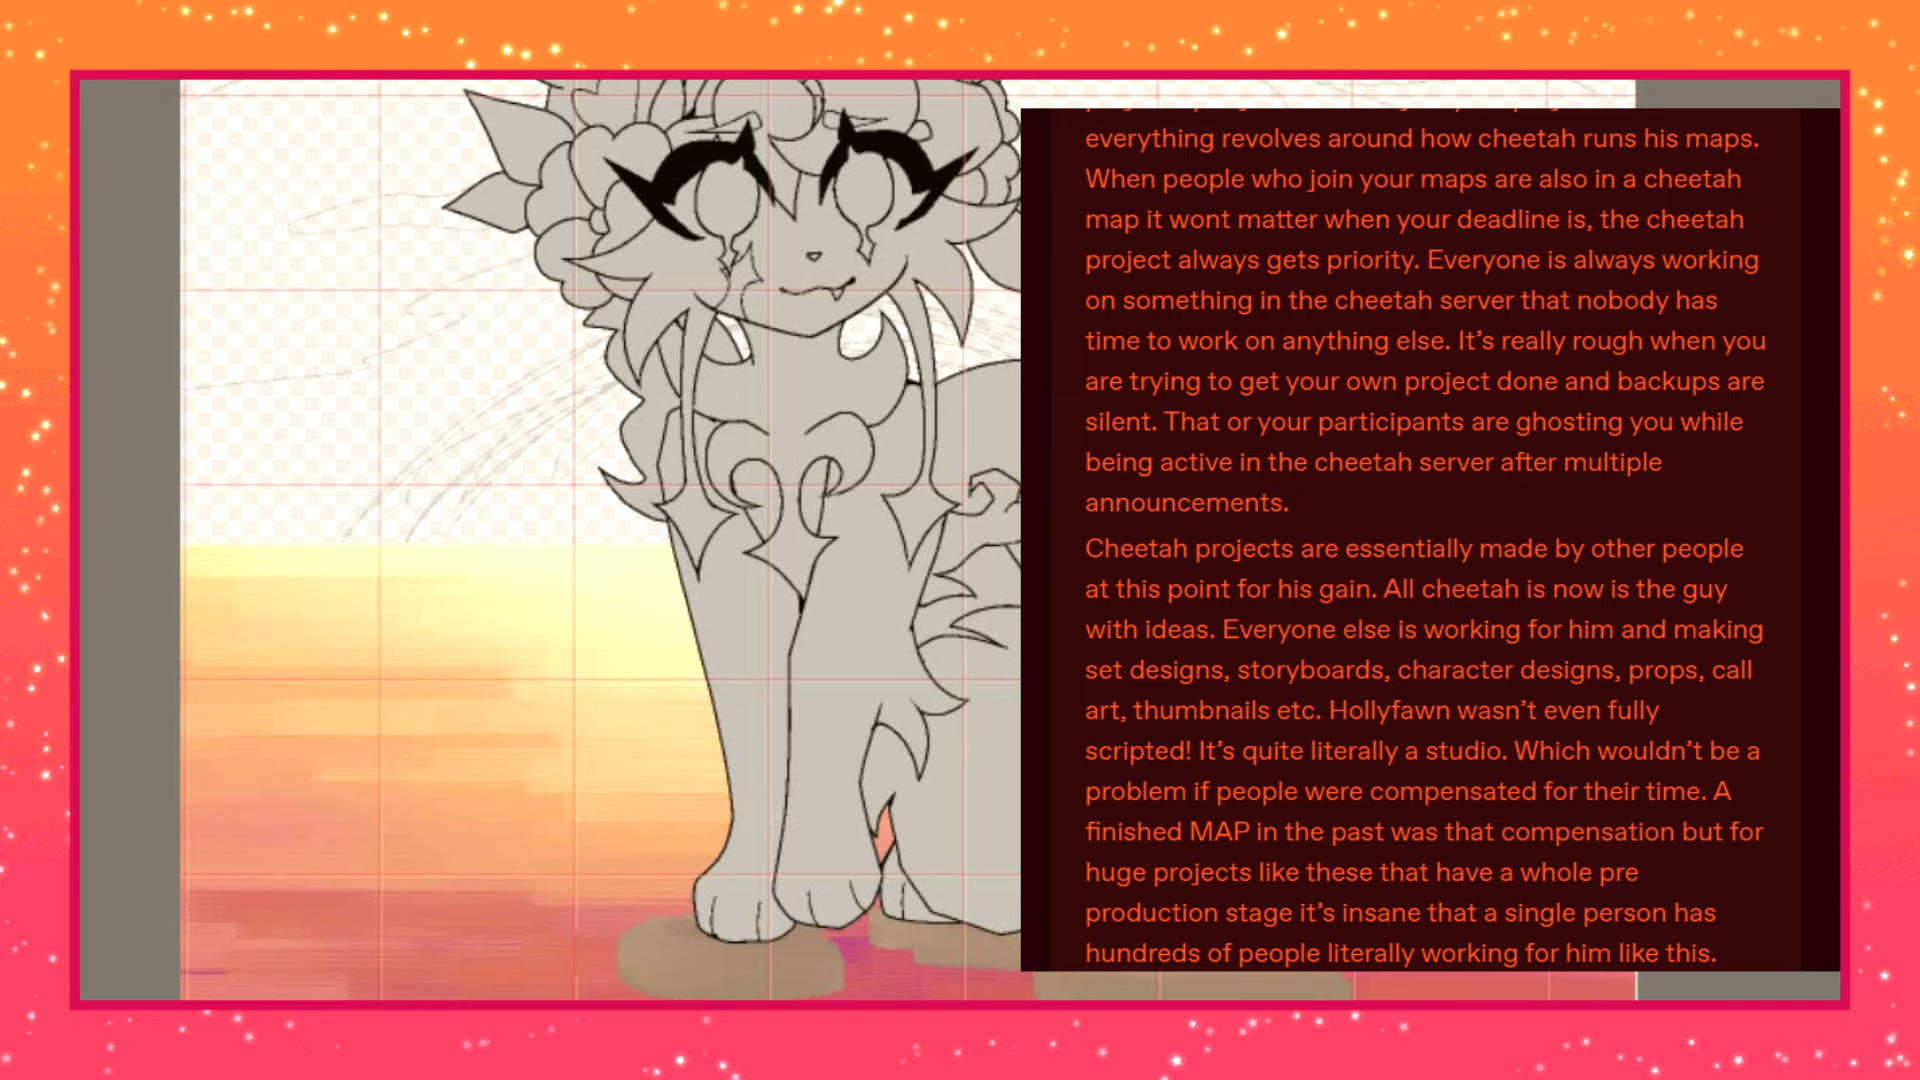 everything revolves around how cheetah runs his maps.
When people who join your maps are also in a cheetah
map it wont matter when your deadline is, the cheetah
project always gets priority. Everyone is always working
on something in the cheetah server that nobody has
time to work on anything else. It’s really rough when you
are trying to get your own project done and backups are
silent. That or your participants are ghosting you while
being active in the cheetah server after multiple
announcements.
Cheetah projects are essentially made by other people
at this point for his gain. All cheetah is now is the guy
with ideas. Everyone else is working for him and making
set designs, storyboards, character designs, props, call
art, thumbnails etc. Hollyfawn wasn’t even fully
scripted! It’s quite literally a studio. Which wouldn’t be a
problem if people were compensated for their time. A
finished MAP in the past was that compensation but for
huge projects like these that have a whole pre
production stage it’s insane that a single person has
hundreds of people literally working for him like this.